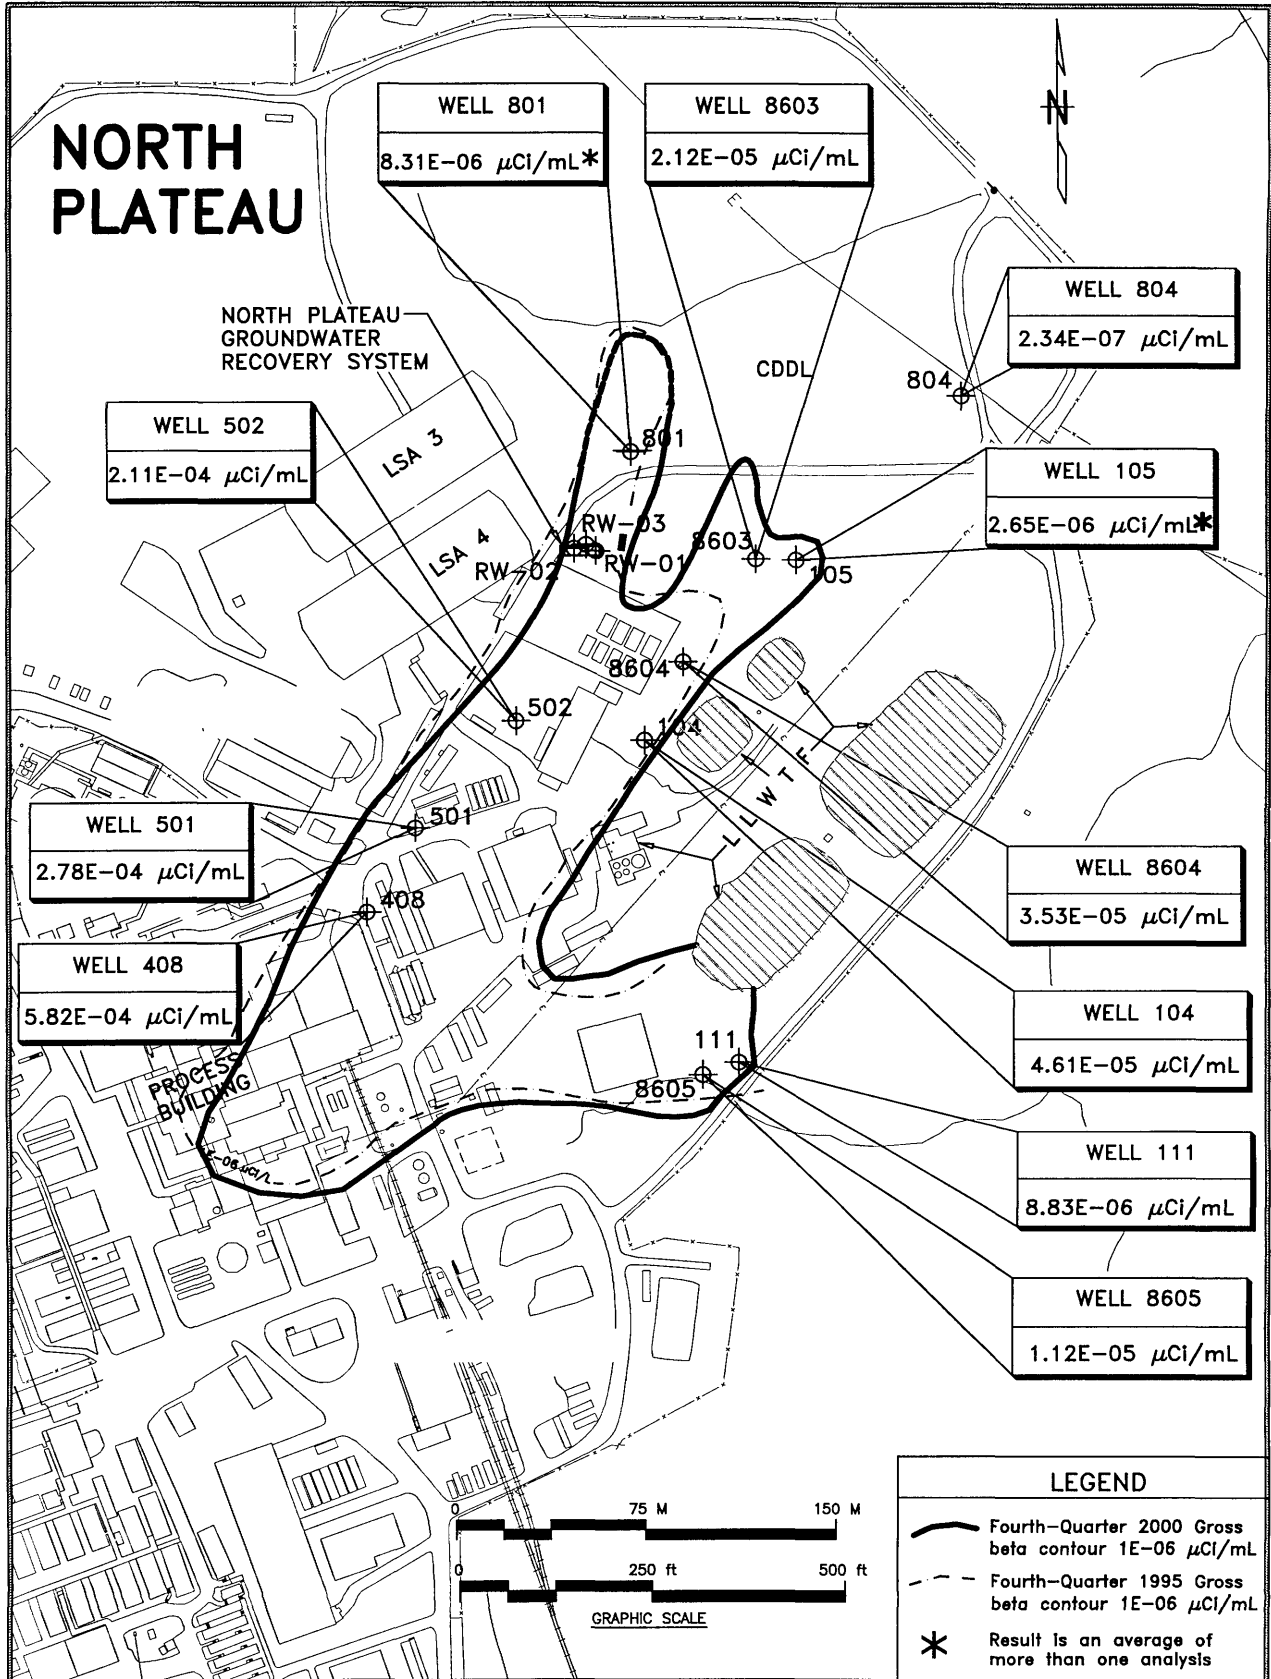 NORTH
PLATEAU
N
WELL 801
8.31E-06 µCi/mL*
WELL 8603
2.12E-05 µCi/mL
WELL 804
2.34E-07 µCi/mL
NORTH PLATEAU
GROUNDWATER
RECOVERY SYSTEM
CDDL
804
WELL 502
2.11E-04 µCi/mL
LSA 3
801
WELL 105
2.65E-06 µCi/mL*
LSA 4
RW-03
8603
RW-02
RW-01
105
8604
502
104
LLWTF
WELL 501
2.78E-04 µCi/mL
501
WELL 8604
3.53E-05 µCi/mL
408
WELL 408
5.82E-04 µCi/mL
WELL 104
4.61E-05 µCi/mL
PROCESS
BUILDING
111
8605
WELL 111
8.83E-06 µCi/mL
1E-06 µCi/L
WELL 8605
1.12E-05 µCi/mL
0 75 M 150 M
0 250 ft 500 ft
GRAPHIC SCALE
LEGEND
Fourth-Quarter 2000 Gross
beta contour 1E-06 µCi/mL
Fourth-Quarter 1995 Gross
beta contour 1E-06 µCi/mL
* Result is an average of
more than one analysis